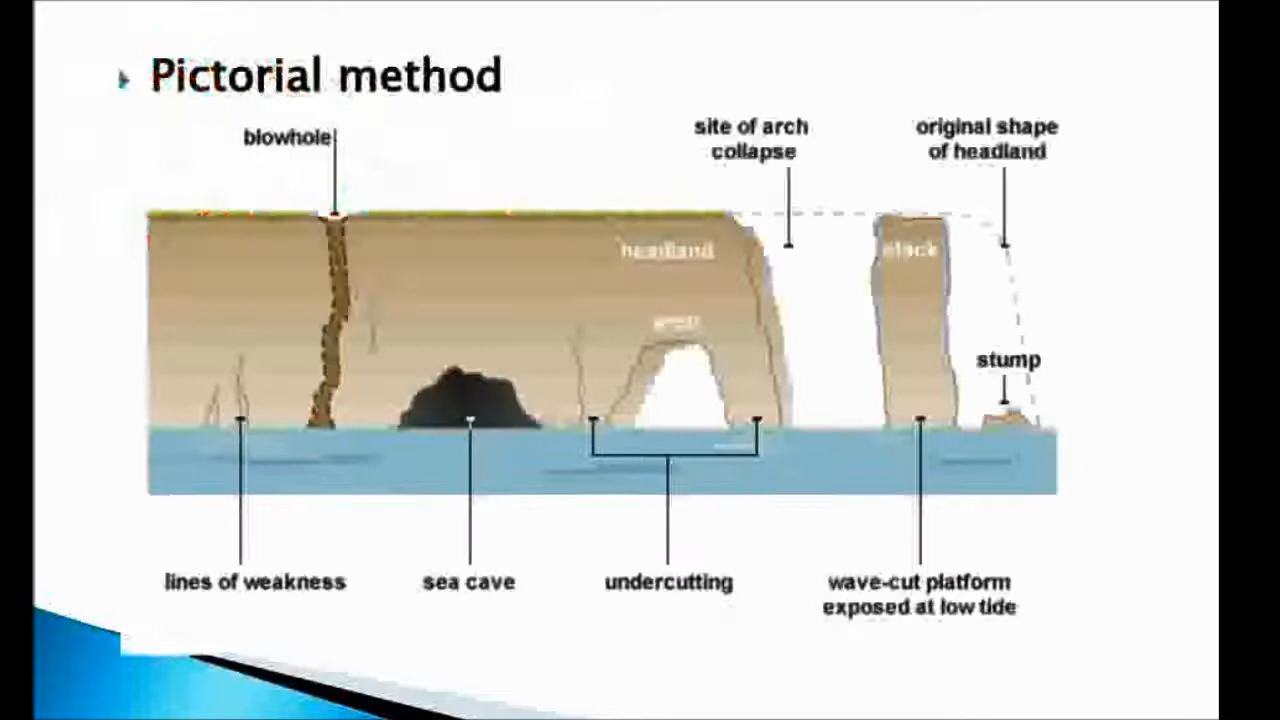 Pictorial method
blowhole
site of arch
collapse
original shape
of headland
headland
stack
arch
stump
lines of weakness
sea cave
undercutting
wave-cut platform
exposed at low tide